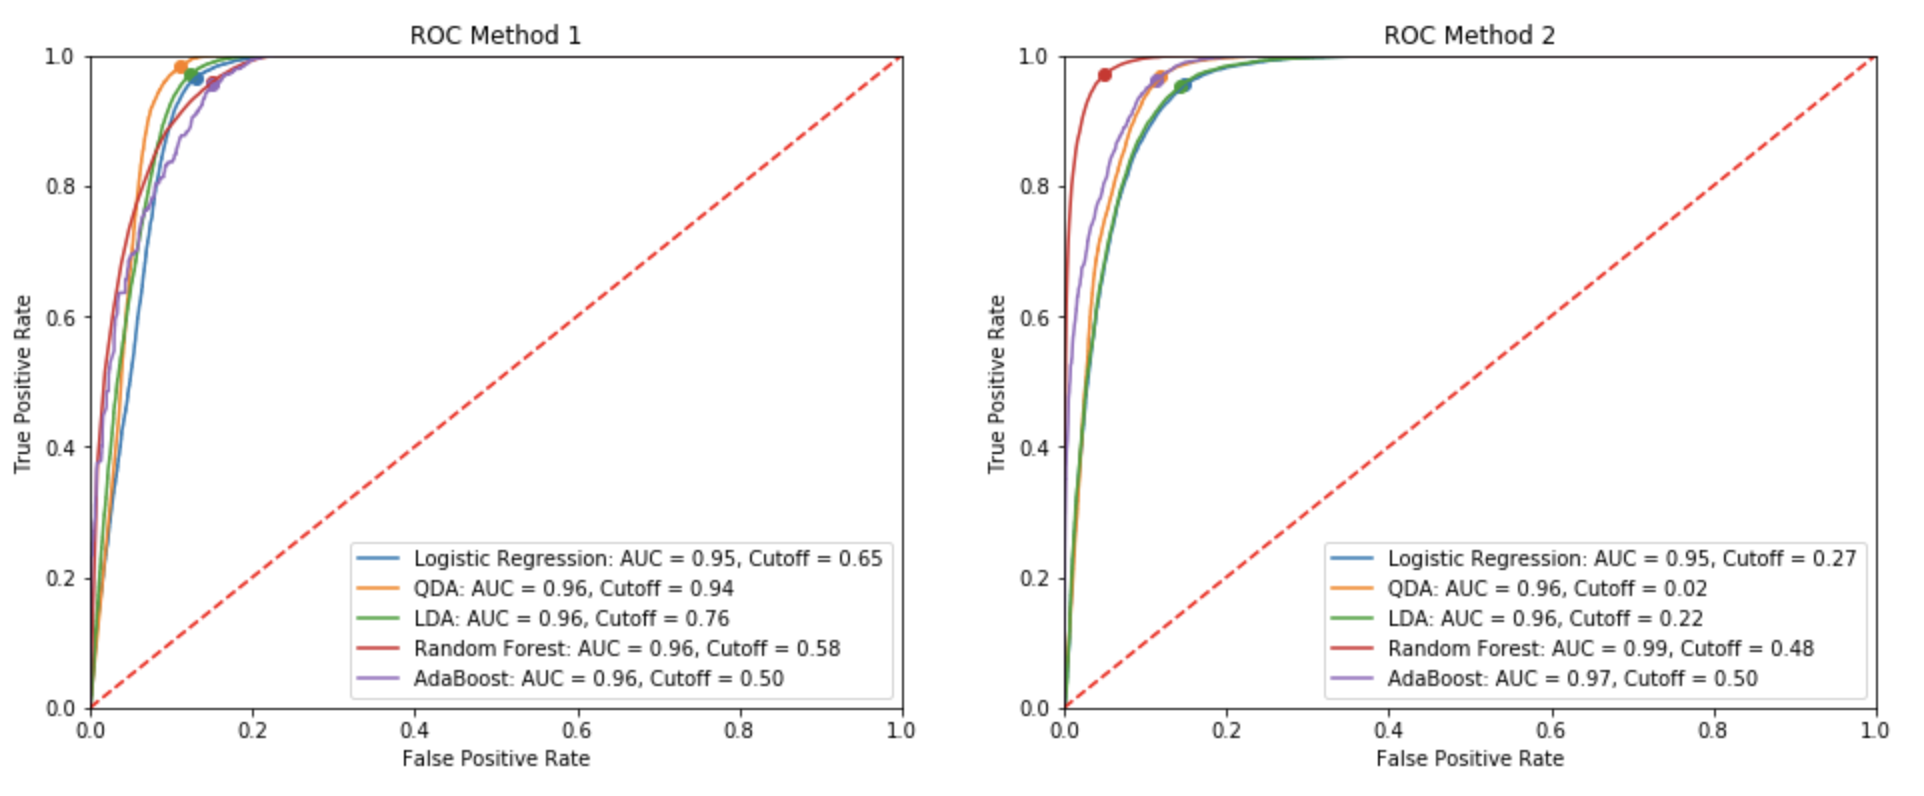 ROC Method 1
1.0
0.8
0.6
0.4
0.2
0.0
True Positive Rate
Logistic Regression: AUC = 0.95, Cutoff = 0.65
QDA: AUC = 0.96, Cutoff = 0.94
LDA: AUC = 0.96, Cutoff = 0.76
Random Forest: AUC = 0.96, Cutoff = 0.58
AdaBoost: AUC = 0.96, Cutoff = 0.50
0.0 0.2 0.4 0.6 0.8 1.0
False Positive Rate
ROC Method 2
1.0
0.8
0.6
0.4
0.2
0.0
True Positive Rate
Logistic Regression: AUC = 0.95, Cutoff = 0.27
QDA: AUC = 0.96, Cutoff = 0.02
LDA: AUC = 0.96, Cutoff = 0.22
Random Forest: AUC = 0.99, Cutoff = 0.48
AdaBoost: AUC = 0.97, Cutoff = 0.50
0.0 0.2 0.4 0.6 0.8 1.0
False Positive Rate